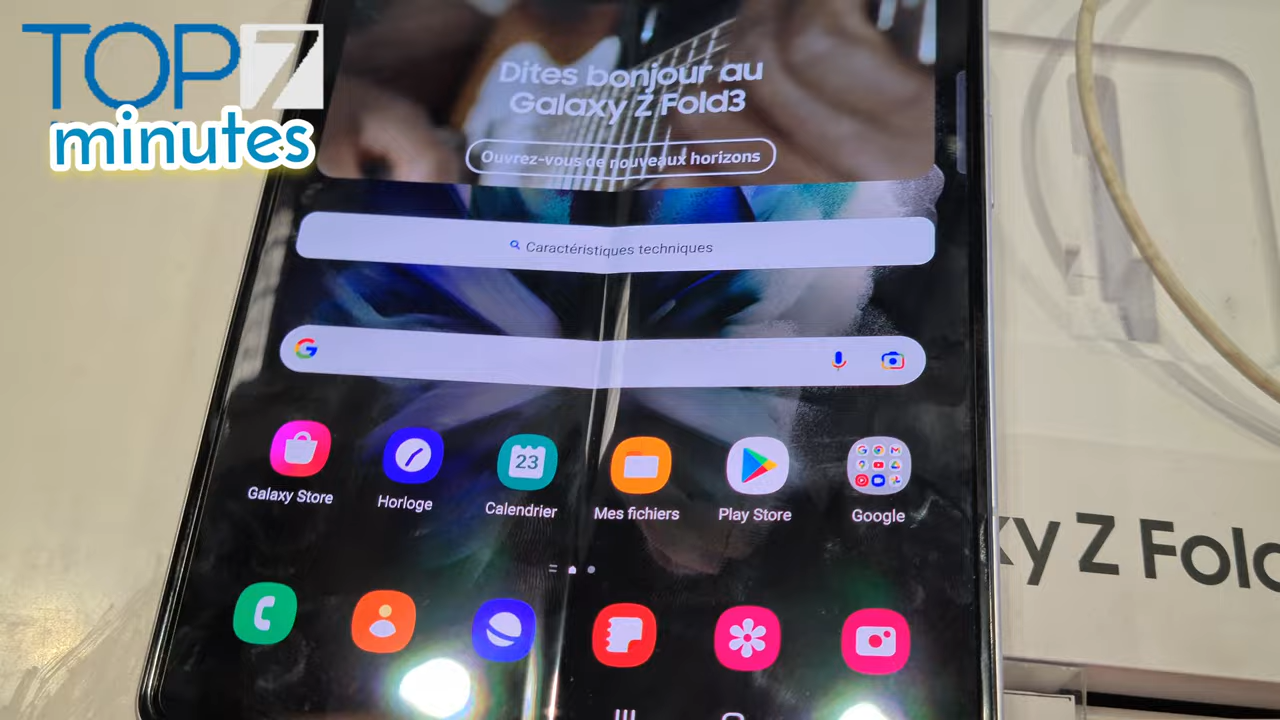 TOP 7
minutes
Dites bonjour au
Galaxy Z Fold3
Ouvrez-vous de nouveaux horizons
Caractéristiques techniques
G
Galaxy Store
Horloge
23
Calendrier
Mes fichiers
Play Store
Google
xy Z Fold